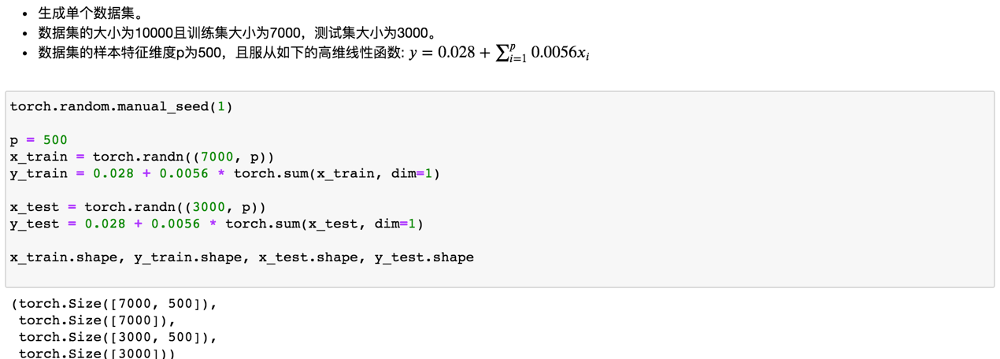 • 生成单个数据集。
• 数据集的大小为10000且训练集大小为7000，测试集大小为3000。
• 数据集的样本特征维度p为500，且服从如下的高维线性函数: y = 0.028 + ∑_{i=1}^{p} 0.0056x_i
torch.random.manual_seed(1)
p = 500
x_train = torch.randn((7000, p))
y_train = 0.028 + 0.0056 * torch.sum(x_train, dim=1)
x_test = torch.randn((3000, p))
y_test = 0.028 + 0.0056 * torch.sum(x_test, dim=1)
x_train.shape, y_train.shape, x_test.shape, y_test.shape
(torch.Size([7000, 500]),
torch.Size([7000]),
torch.Size([3000, 500]),
torch.Size([3000]))